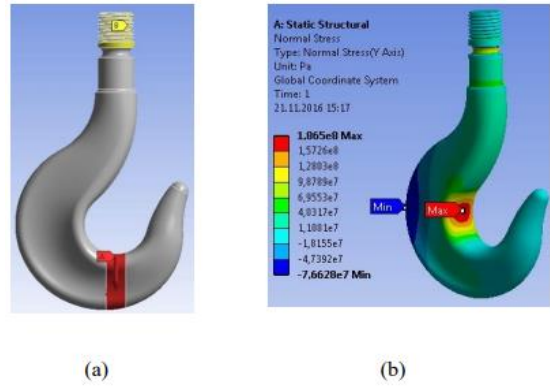 B
A: Static Structural
Normal Stress
Type: Normal Stress(Y Axis)
Unit: Pa
Global Coordinate System
Time: 1
21.11.2016 15:17
1,865e8 Max
1,5726e8
1,2803e8
9,8789e7
6,9553e7
4,0317e7
1,1081e7
-1,8155e7
-4,7392e7
-7,6628e7 Min
Min
Max
(a)
(b)